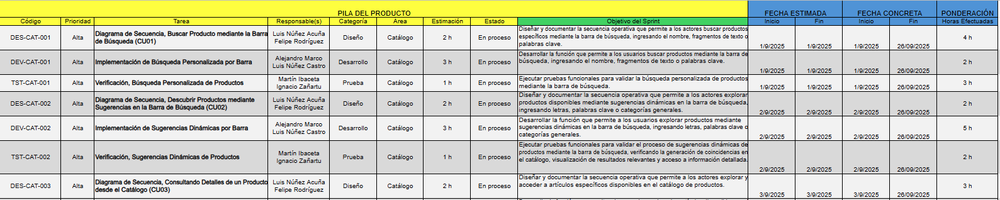 PILA DEL PRODUCTO FECHA ESTIMADA FECHA CONCRETA PONDERACIÓN
Código Prioridad Tarea Responsable(s) Categoría Área Estimación Estado Objetivo del Sprint Inicio Fin Inicio Fin Horas Efectuadas
DES-CAT-001 Alta Diagrama de Secuencia, Buscar Producto mediante la Barra
de Búsqueda (CU01) Luis Núñez Acuña
Felipe Rodríguez Diseño Catálogo 2 h En proceso Diseñar y documentar la secuencia operativa que permite a los actores buscar productos
específicos mediante la barra de búsqueda, ingresando el nombre, fragmentos de texto o
palabras clave. 1/9/2025 1/9/2025 1/9/2025 26/09/2025 4 h
DEV-CAT-001 Alta Implementación de Búsqueda Personalizada por Barra Alejandro Marco
Luis Núñez Castro Desarrollo Catálogo 3 h En proceso Desarrollar la función que permite a los usuarios buscar productos mediante la barra de
búsqueda, ingresando el nombre, fragmentos de texto o palabras clave. 1/9/2025 1/9/2025 1/9/2025 26/09/2025 2 h
TST-CAT-001 Alta Verificación, Búsqueda Personalizada de Productos Martín Ibaceta
Ignacio Zañartu Prueba Catálogo 1 h En proceso Ejecutar pruebas funcionales para validar la búsqueda personalizada de productos
mediante la barra de búsqueda. 1/9/2025 1/9/2025 1/9/2025 26/09/2025 3 h
DES-CAT-002 Alta Diagrama de Secuencia, Descubrir Productos mediante
Sugerencias en la Barra de Búsqueda (CU02) Luis Núñez Acuña
Felipe Rodríguez Diseño Catálogo 2 h En proceso Diseñar y documentar la secuencia operativa que permite a los actores explorar
productos disponibles mediante sugerencias dinámicas en la barra de búsqueda,
ingresando letras, palabras clave o categorías generales. 2/9/2025 2/9/2025 2/9/2025 26/09/2025 2 h
DEV-CAT-002 Alta Implementación de Sugerencias Dinámicas por Barra Alejandro Marco
Luis Núñez Castro Desarrollo Catálogo 3 h En proceso Desarrollar la función que permite a los usuarios explorar productos mediante
sugerencias dinámicas en la barra de búsqueda, ingresando letras, palabras clave o
categorías generales. 2/9/2025 2/9/2025 2/9/2025 26/09/2025 5 h
TST-CAT-002 Alta Verificación, Sugerencias Dinámicas de Productos Martín Ibaceta
Ignacio Zañartu Prueba Catálogo 1 h En proceso Ejecutar pruebas funcionales para validar el proceso de sugerencias dinámicas de
productos mediante la barra de búsqueda, verificando la generación de coincidencias en
el catálogo, visualización de resultados relevantes y acceso a información detallada. 2/9/2025 2/9/2025 2/9/2025 26/09/2025 2 h
DES-CAT-003 Alta Diagrama de Secuencia, Consultando Detalles de un Producto
desde el Catálogo (CU03) Luis Núñez Acuña
Felipe Rodríguez Diseño Catálogo 2 h En proceso Diseñar y documentar la secuencia operativa que permite a los actores explorar y
acceder a artículos específicos disponibles en el catálogo de productos. 3/9/2025 3/9/2025 3/9/2025 26/09/2025 3 h